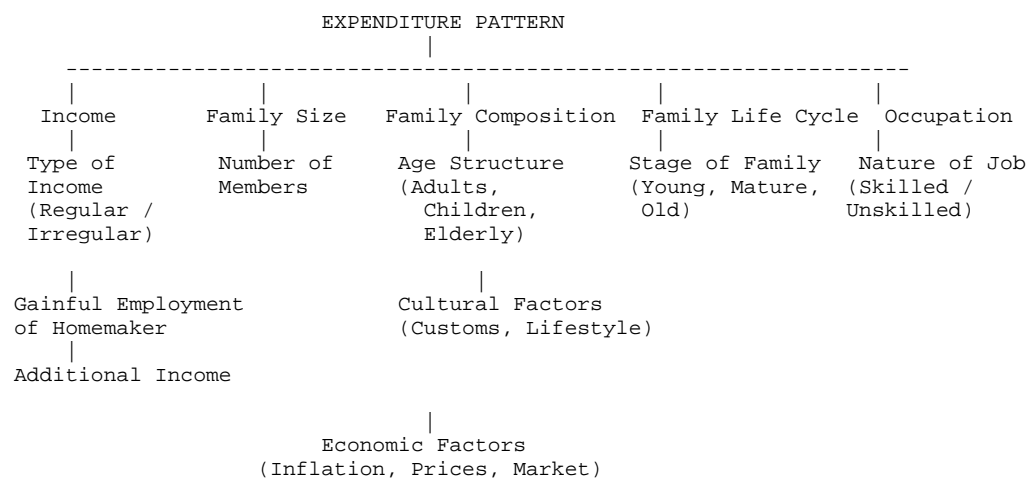 EXPENDITURE PATTERN
Income Family Size Family Composition Family Life Cycle Occupation
Type of Number of Age Structure Stage of Family Nature of Job
Income Members (Adults, (Young, Mature, (Skilled /
(Regular / Children, Old) Unskilled)
Irregular) Elderly)
Gainful Employment Cultural Factors
of Homemaker (Customs, Lifestyle)
Additional Income
Economic Factors
(Inflation, Prices, Market)